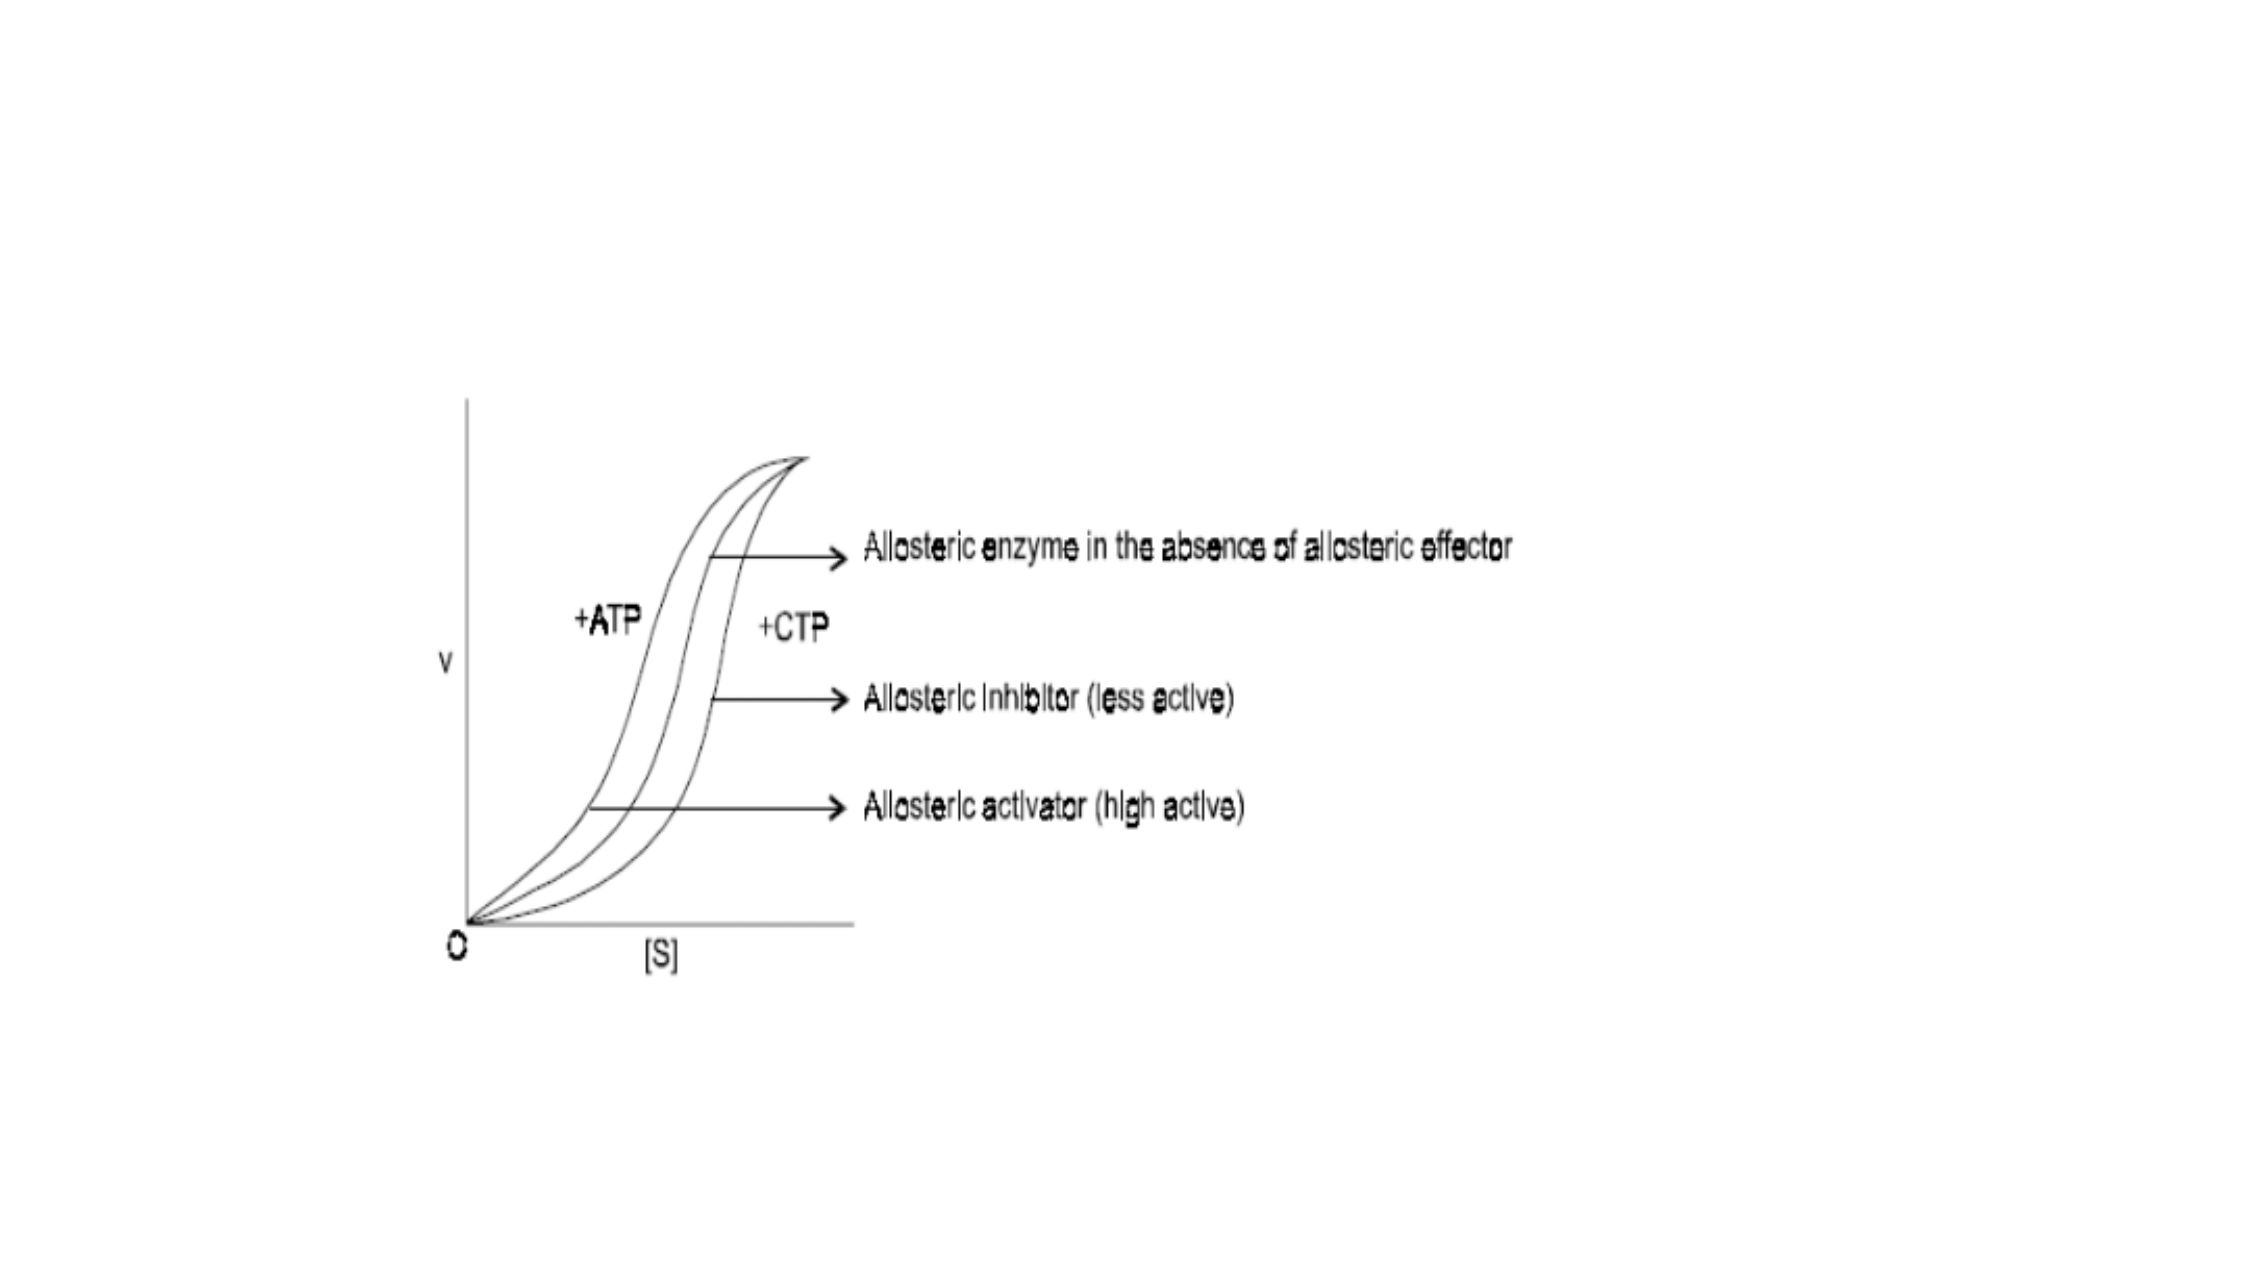 Allosteric enzyme in the absence of allosteric effector
+ATP
+CTP
v
Allosteric inhibitor (less active)
Allosteric activator (high active)
O
[S]